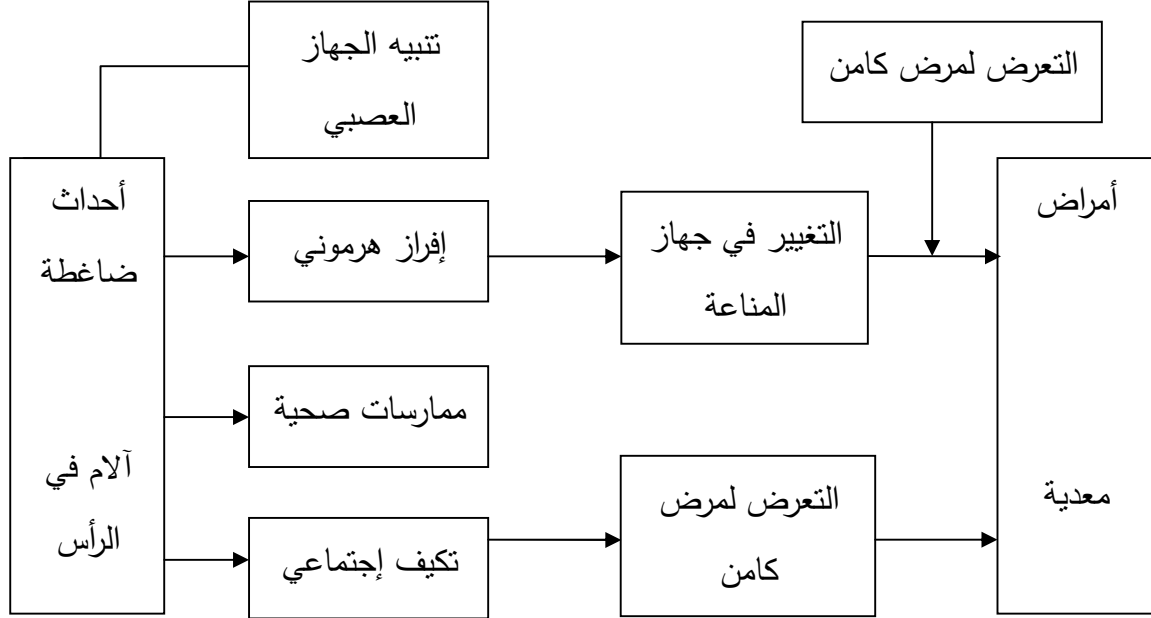 تنبيه الجهاز
العصبي
التعرض لمرض كامن
أحداث
ضاغطة
آلام في
الرأس
إفراز هرموني
التغيير في جهاز
المناعة
أمراض
معدية
ممارسات صحية
التعرض لمرض
كامن
تكيف إجتماعي